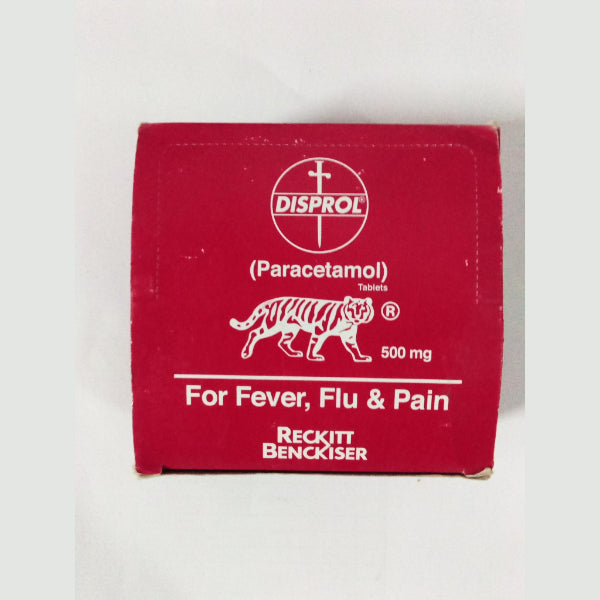 DISPROL®
(Paracetamol)
Tablets
®
500 mg
For Fever, Flu & Pain
RECKITT
BENCKISER